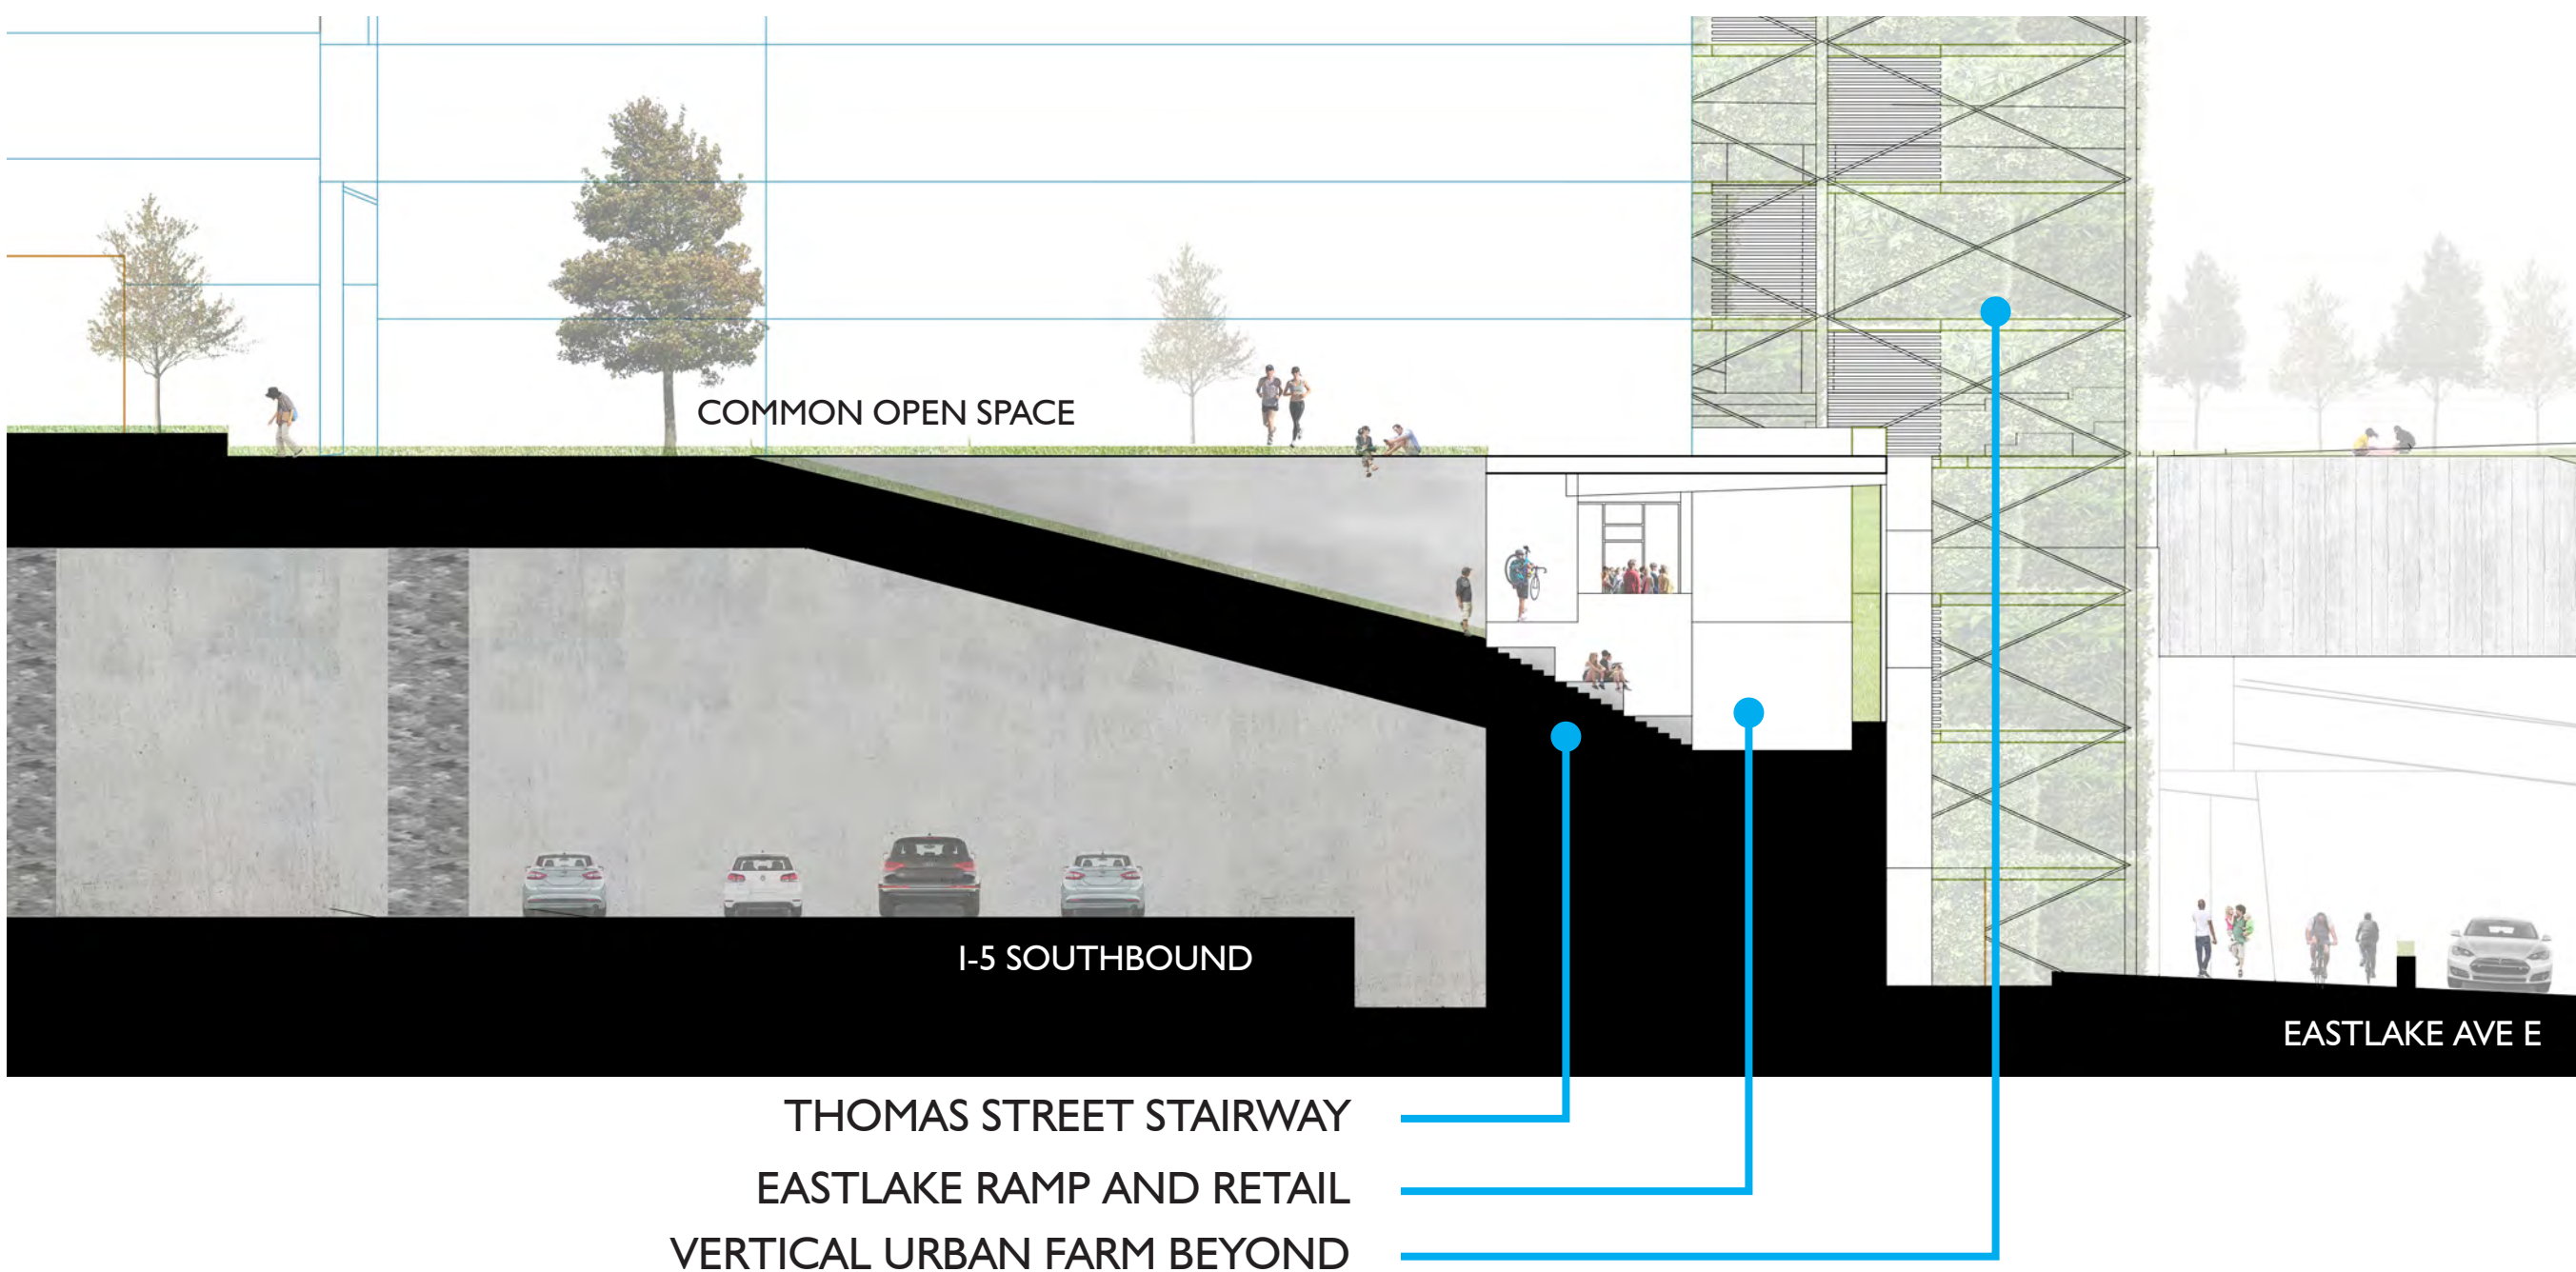 COMMON OPEN SPACE
I-5 SOUTHBOUND
EASTLAKE AVE E
THOMAS STREET STAIRWAY
EASTLAKE RAMP AND RETAIL
VERTICAL URBAN FARM BEYOND